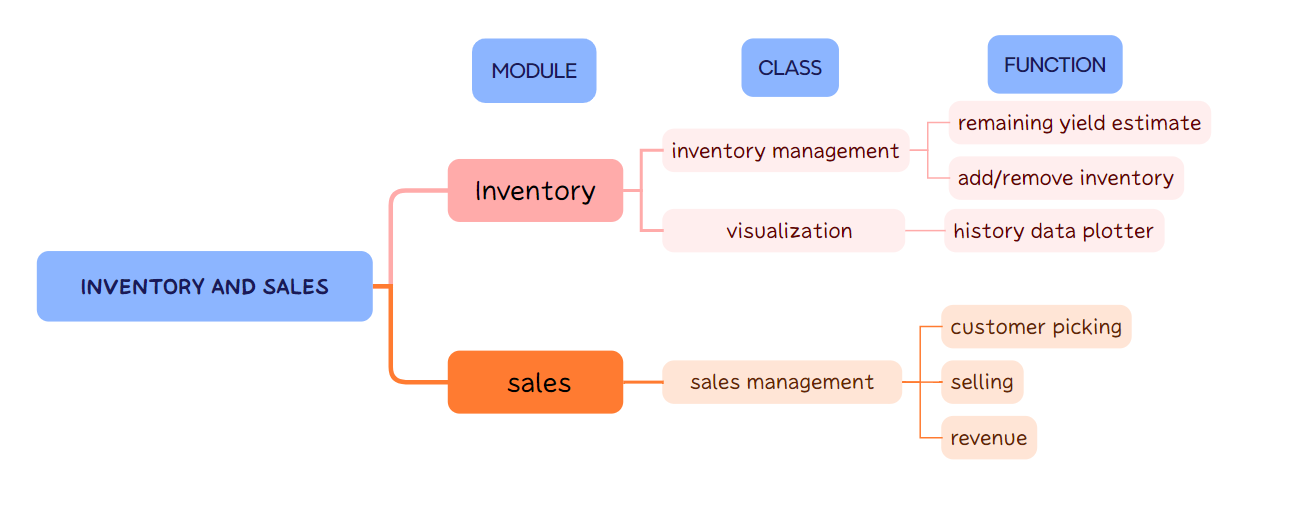 MODULE
CLASS
FUNCTION
INVENTORY AND SALES
Inventory
inventory management
remaining yield estimate
add/remove inventory
visualization
history data plotter
sales
sales management
customer picking
selling
revenue